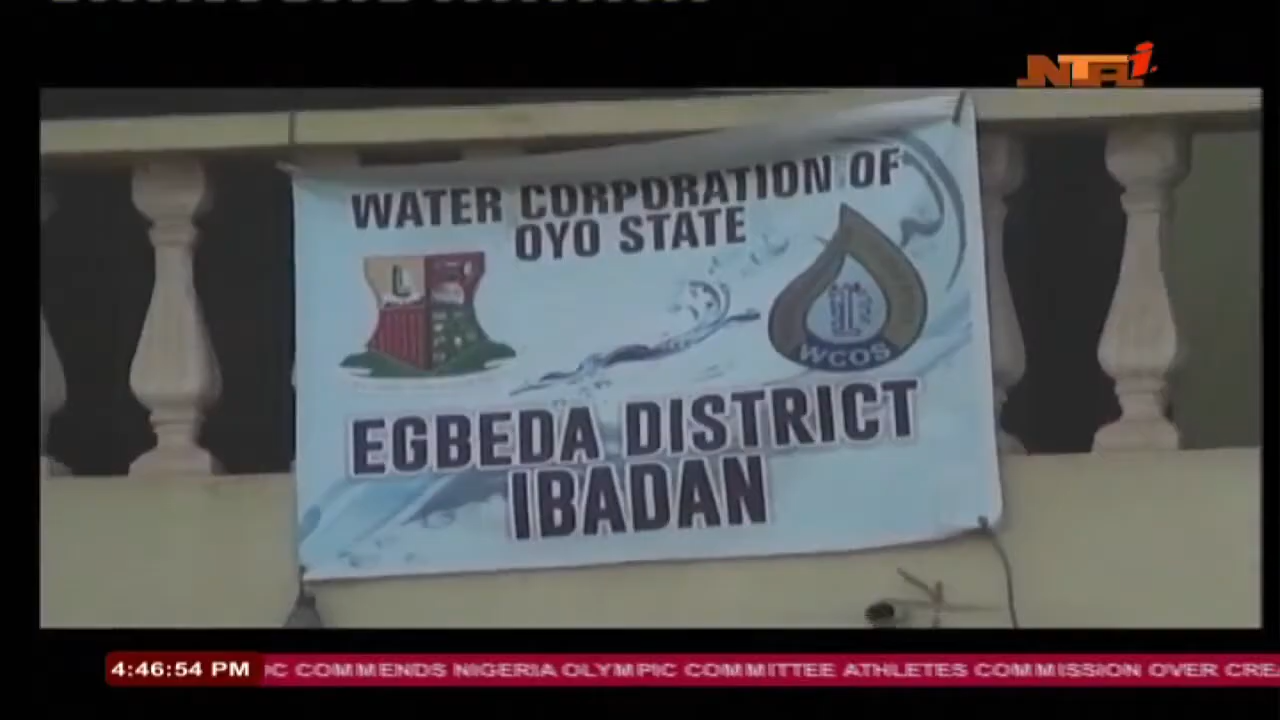 NTAi
WATER CORPORATION OF
OYO STATE
WCOS
EGBEDA DISTRICT
IBADAN
4:46:54 PM
COMMENDS NIGERIA OLYMPIC COMMITTEE ATHLETES COMMISSION OVER